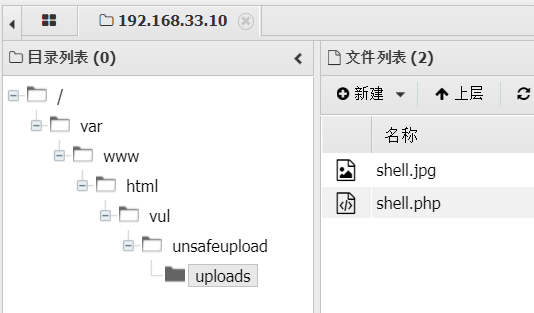 192.168.33.10
目录列表 (0)
/
var
www
html
vul
unsafeupload
uploads
文件列表 (2)
新建 上层
名称
shell.jpg
shell.php